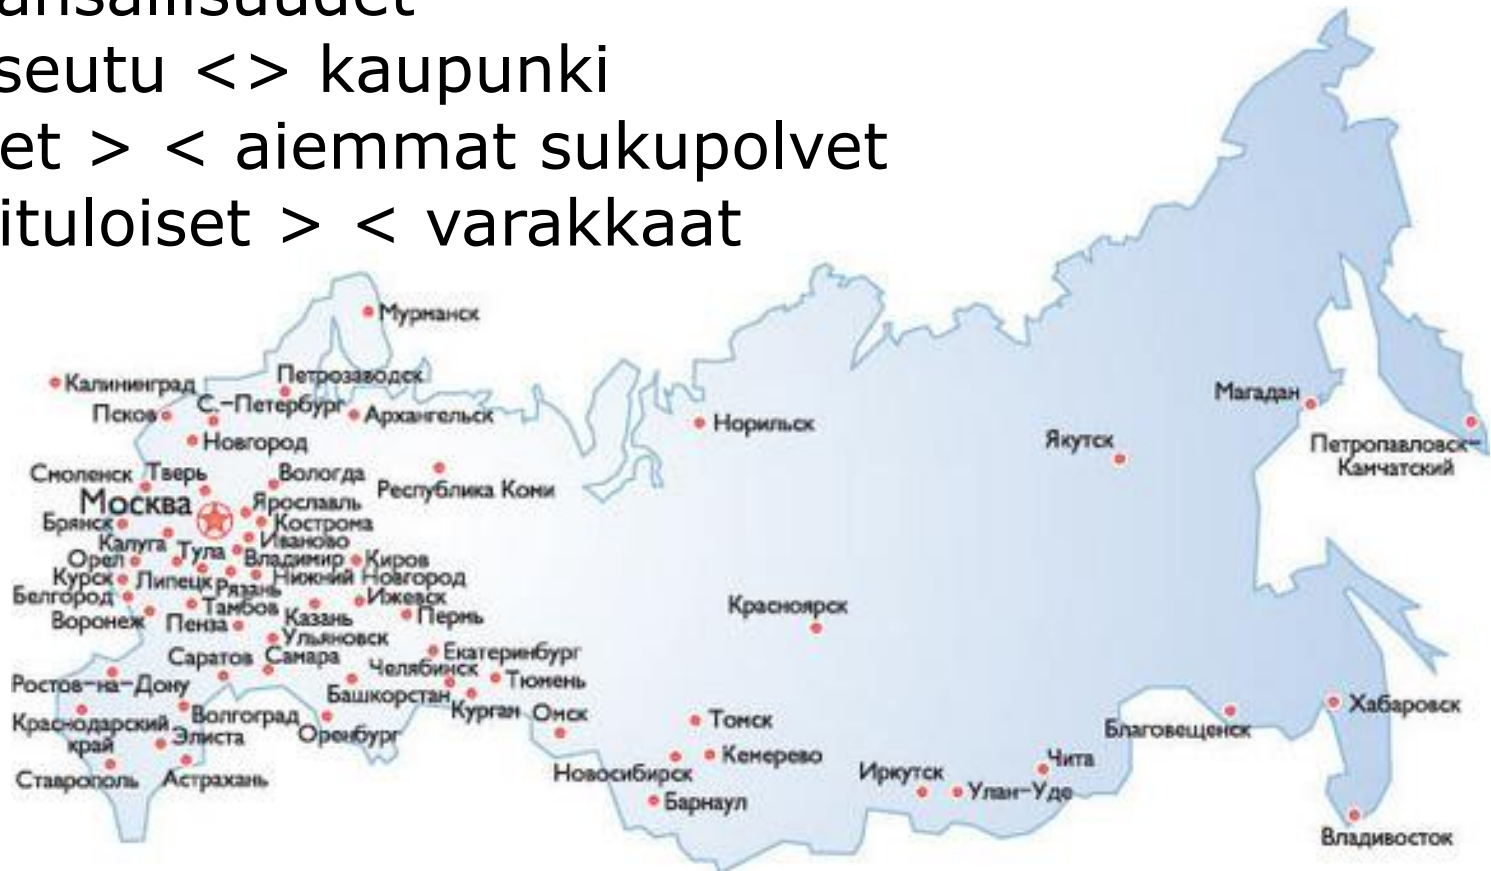 ansallisuudet
seutu <> kaupunki
et > < aiemmat sukupolvet
ituloiset > < varakkaat
Мурманск
Калининград
Петрозаводск
Псков
С.-Петербург
Архангельск
Новгород
Норильск
Магадан
Якутск
Петропавловск-
Камчатский
Смоленск
Тверь
Вологда
Республика Коми
Москва
Ярославль
Брянск
Кострома
Калуга
Тула
Иваново
Орел
Владимир
Киров
Курск
Липецк
Рязань
Нижний Новгород
Белгород
Тамбов
Ижевск
Воронеж
Пенза
Казань
Пермь
Ульяновск
Красноярск
Саратов
Самара
Екатеринбург
Челябинск
Тюмень
Ростов-на-Дону
Башкорстан
Курган
Омск
Краснодарский
край
Волгоград
Оренбург
Элиста
Томск
Благовещенск
Хабаровск
Ставрополь
Астрахань
Новосибирск
Кемерово
Иркутск
Чита
Улан-Удэ
Барнаул
Владивосток